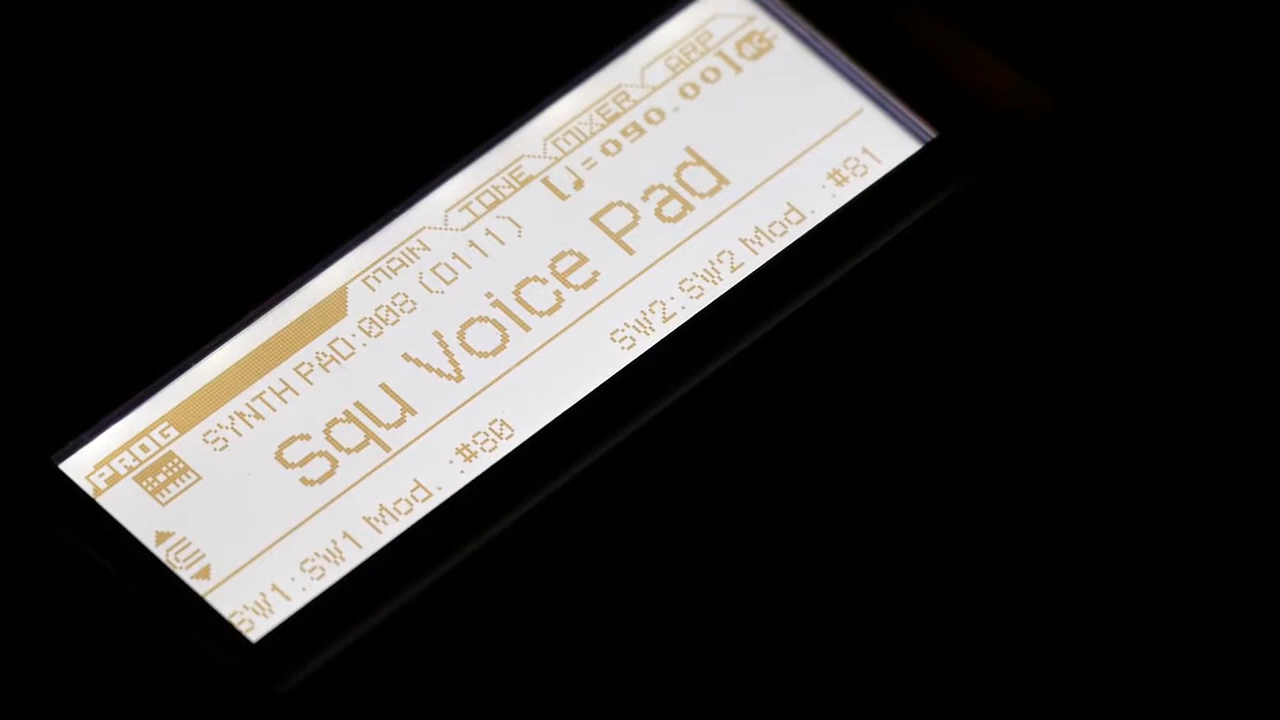 PROG MAIN TONE MIXER ARP
SYNTH PAD:008 (D111) [♩=090.00]
Squ Voice Pad
SW1:SW1 Mod. :#80 SW2:SW2 Mod. :#81